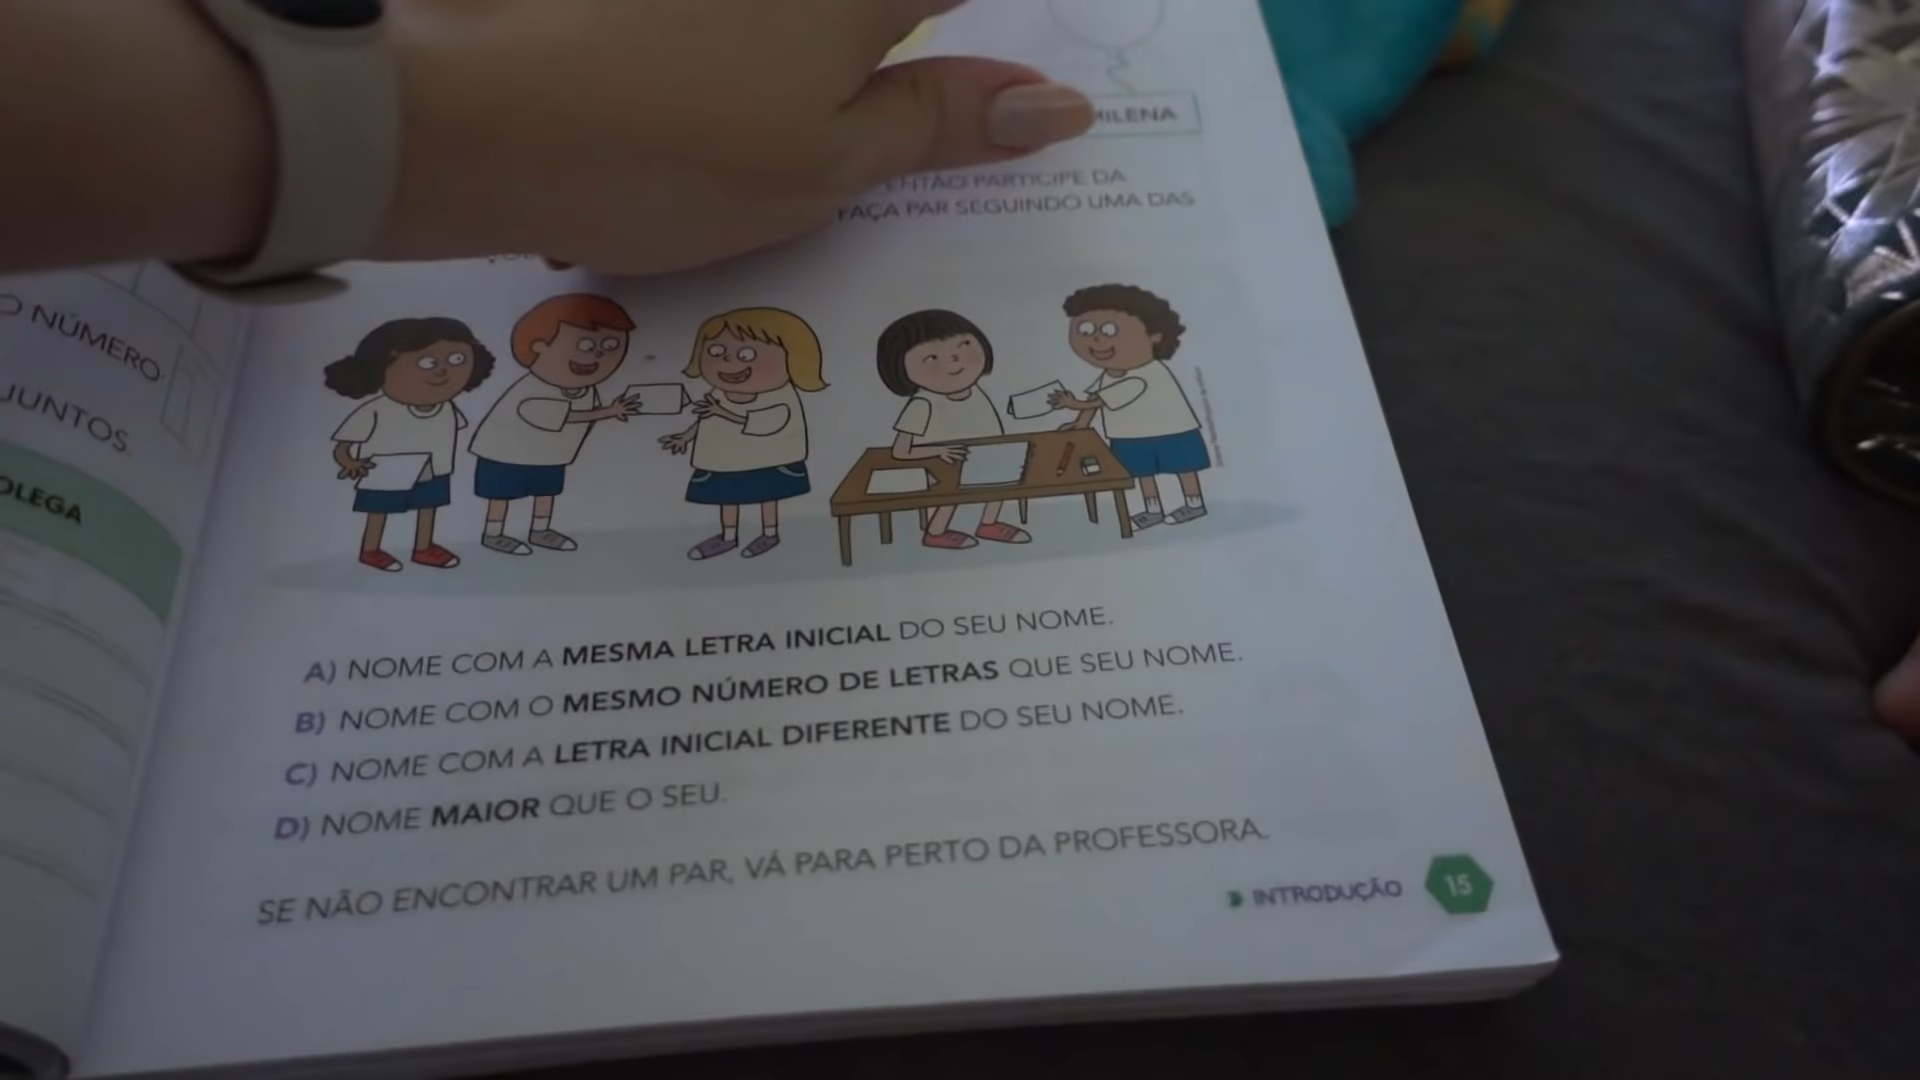 MILENA
ENTÃO PARTICIPE DA
FAÇA PAR SEGUINDO UMA DAS
O NÚMERO
JUNTOS.
OLEGA
A) NOME COM A MESMA LETRA INICIAL DO SEU NOME.
B) NOME COM O MESMO NÚMERO DE LETRAS QUE SEU NOME.
C) NOME COM A LETRA INICIAL DIFERENTE DO SEU NOME.
D) NOME MAIOR QUE O SEU.
SE NÃO ENCONTRAR UM PAR, VÁ PARA PERTO DA PROFESSORA.
INTRODUÇÃO 15